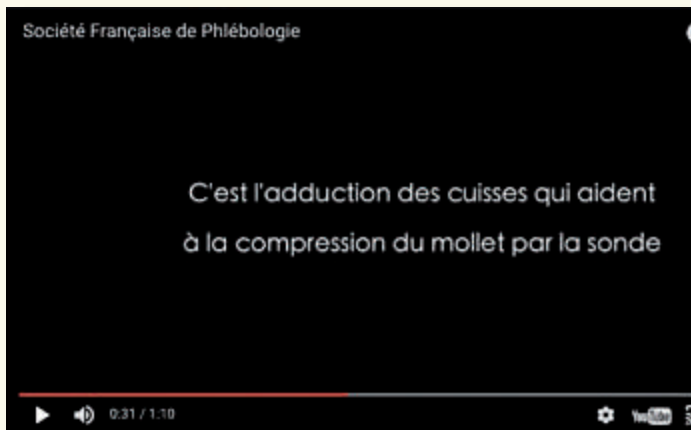 Société Française de Phlébologie
C'est l'adduction des cuisses qui aident
à la compression du mollet par la sonde
0:31 / 1:10
YouTube